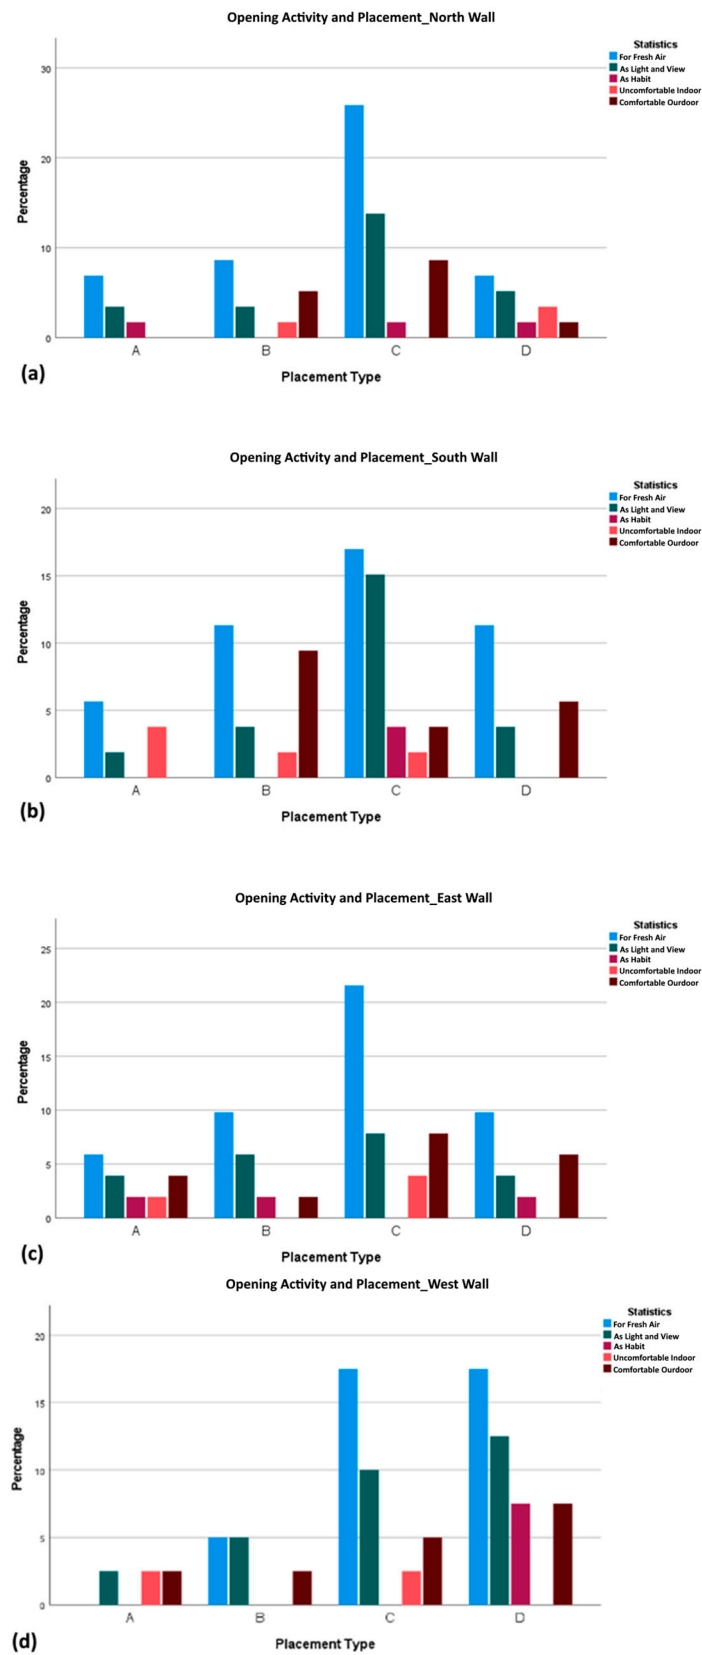 Opening Activity and Placement_North Wall
Statistics
For Fresh Air
As Light and View
As Habit
Uncomfortable Indoor
Comfortable Ourdoor
Percentage
30
20
10
0
A B C D
(a)
Placement Type
Opening Activity and Placement_South Wall
Statistics
For Fresh Air
As Light and View
As Habit
Uncomfortable Indoor
Comfortable Ourdoor
Percentage
20
15
10
5
0
A B C D
(b)
Placement Type
Opening Activity and Placement_East Wall
Statistics
For Fresh Air
As Light and View
As Habit
Uncomfortable Indoor
Comfortable Ourdoor
Percentage
25
20
15
10
5
0
A B C D
(c)
Placement Type
Opening Activity and Placement_West Wall
Statistics
For Fresh Air
As Light and View
As Habit
Uncomfortable Indoor
Comfortable Ourdoor
Percentage
20
15
10
5
0
A B C D
(d)
Placement Type